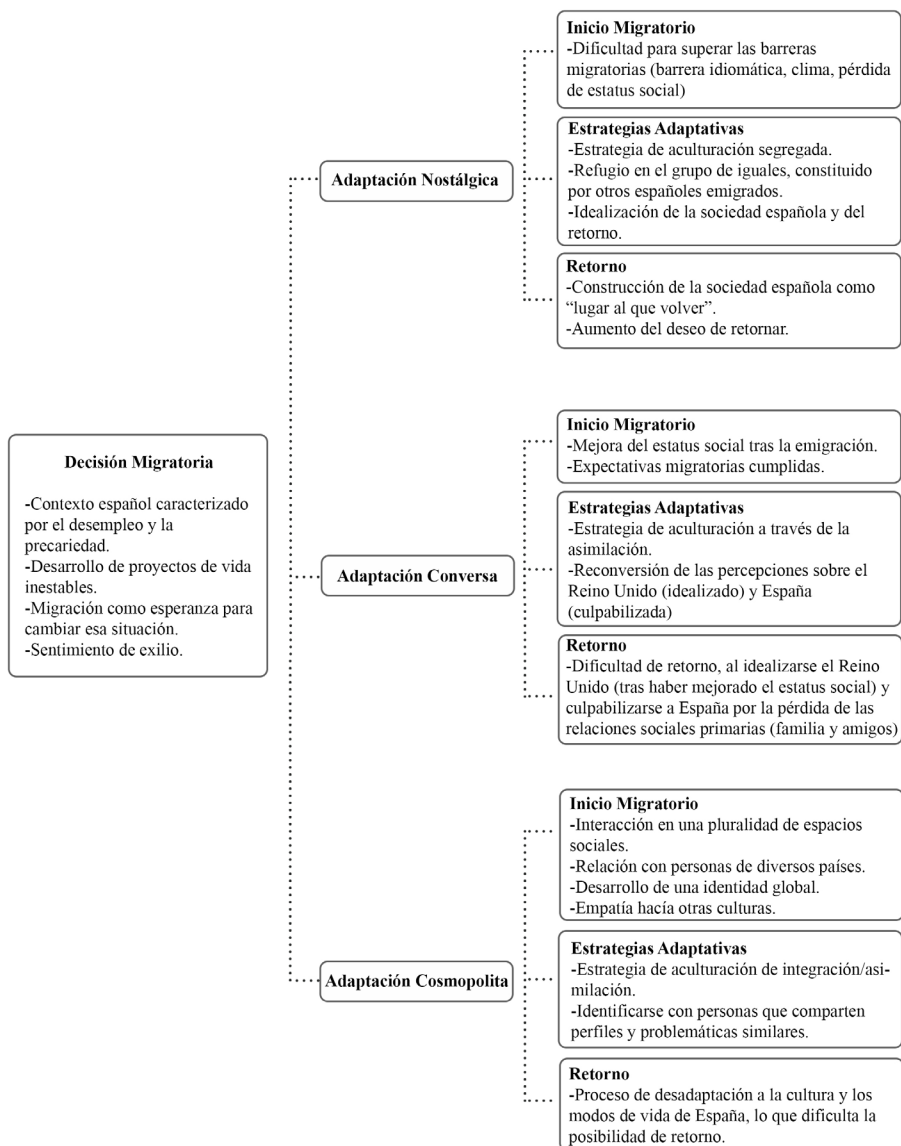 Decisión Migratoria
-Contexto español caracterizado
por el desempleo y la
precariedad.
-Desarrollo de proyectos de vida
inestables.
-Migración como esperanza para
cambiar esa situación.
-Sentimiento de exilio.
Adaptación Nostálgica
Inicio Migratorio
-Dificultad para superar las barreras
migratorias (barrera idiomática, clima, pérdida
de estatus social)
Estrategias Adaptativas
-Estrategia de aculturación segregada.
-Refugio en el grupo de iguales, constituido
por otros españoles emigrados.
-Idealización de la sociedad española y del
retorno.
Retorno
-Construcción de la sociedad española como
“lugar al que volver”.
-Aumento del deseo de retornar.
Adaptación Conversa
Inicio Migratorio
-Mejora del estatus social tras la emigración.
-Expectativas migratorias cumplidas.
Estrategias Adaptativas
-Estrategia de aculturación a través de la
asimilación.
-Reconversión de las percepciones sobre el
Reino Unido (idealizado) y España
(culpabilizada)
Retorno
-Dificultad de retorno, al idealizarse el Reino
Unido (tras haber mejorado el estatus social) y
culpabilizarse a España por la pérdida de las
relaciones sociales primarias (familia y amigos)
Adaptación Cosmopolita
Inicio Migratorio
-Interacción en una pluralidad de espacios
sociales.
-Relación con personas de diversos países.
-Desarrollo de una identidad global.
-Empatía hacía otras culturas.
Estrategias Adaptativas
-Estrategia de aculturación de integración/asi-
milación.
-Identificarse con personas que comparten
perfiles y problemáticas similares.
Retorno
-Proceso de desadaptación a la cultura y los
modos de vida de España, lo que dificulta la
posibilidad de retorno.